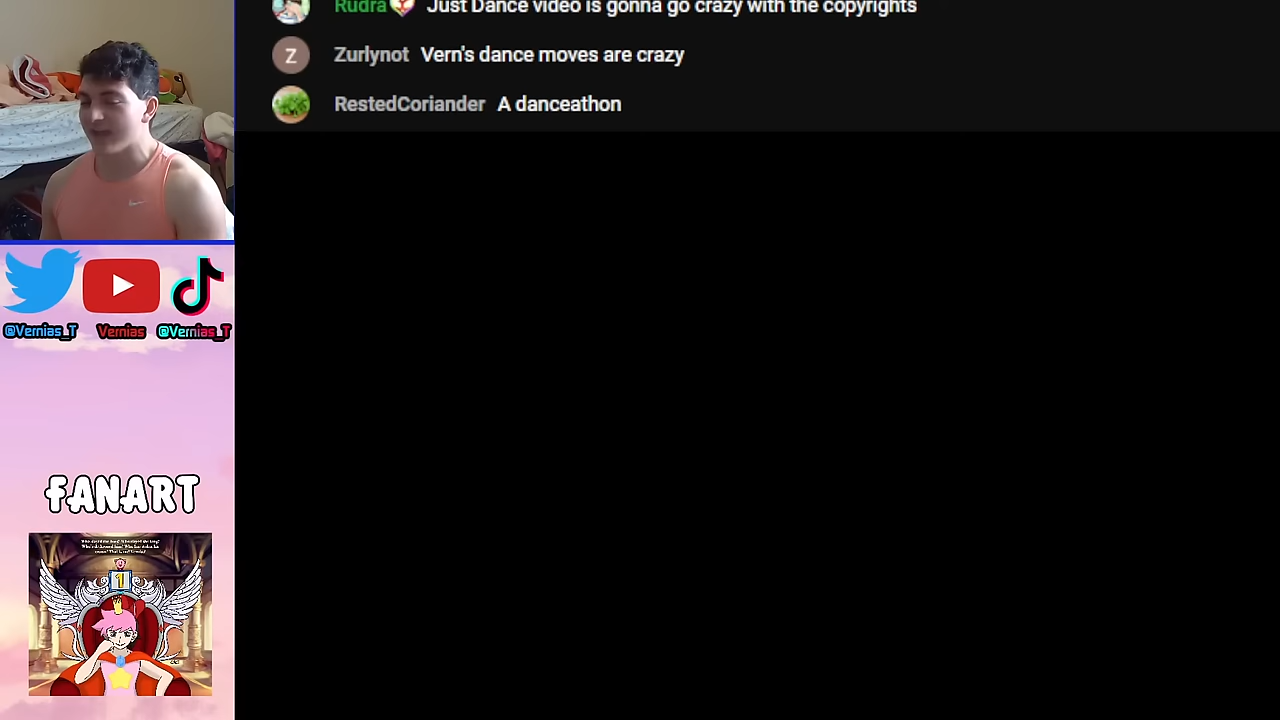 Rudra Just Dance video is gonna go crazy with the copyrights
Z Zurlynot Vern's dance moves are crazy
RestedCoriander A danceathon
@Vernias_T Vernias @Vernias_T
FANART
1